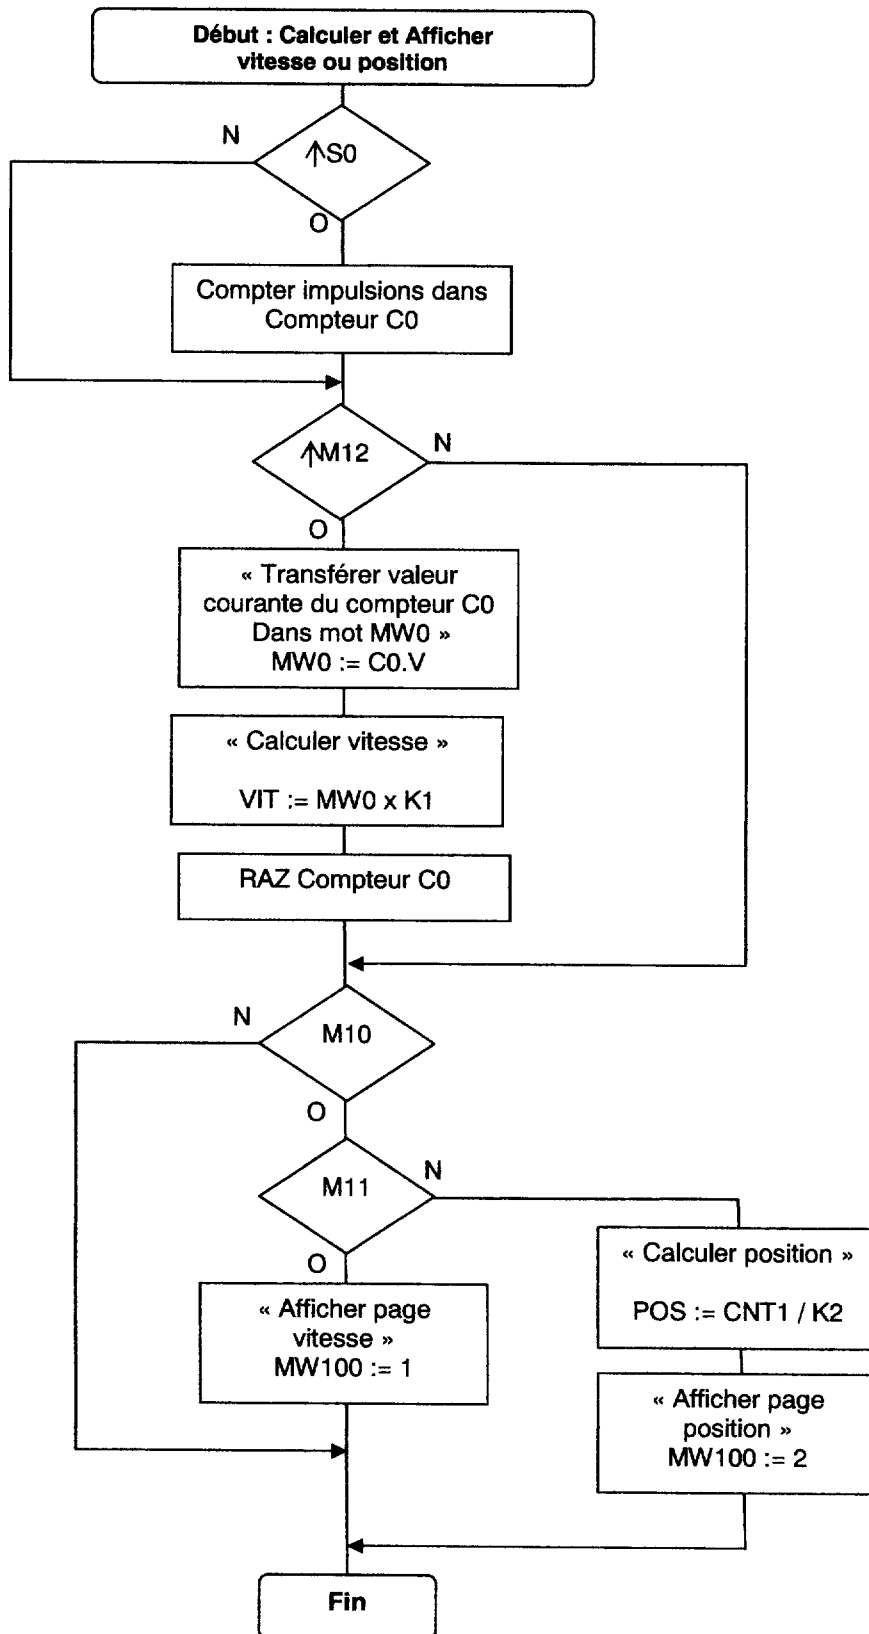 Début : Calculer et Afficher
vitesse ou position
N
↑S0
O
Compter impulsions dans
Compteur C0
↑M12
N
O
« Transférer valeur
courante du compteur C0
Dans mot MW0 »
MW0 := C0.V
« Calculer vitesse »
VIT := MW0 x K1
RAZ Compteur C0
N
M10
O
M11
N
O
« Calculer position »
POS := CNT1 / K2
« Afficher page
vitesse »
MW100 := 1
« Afficher page
position »
MW100 := 2
Fin